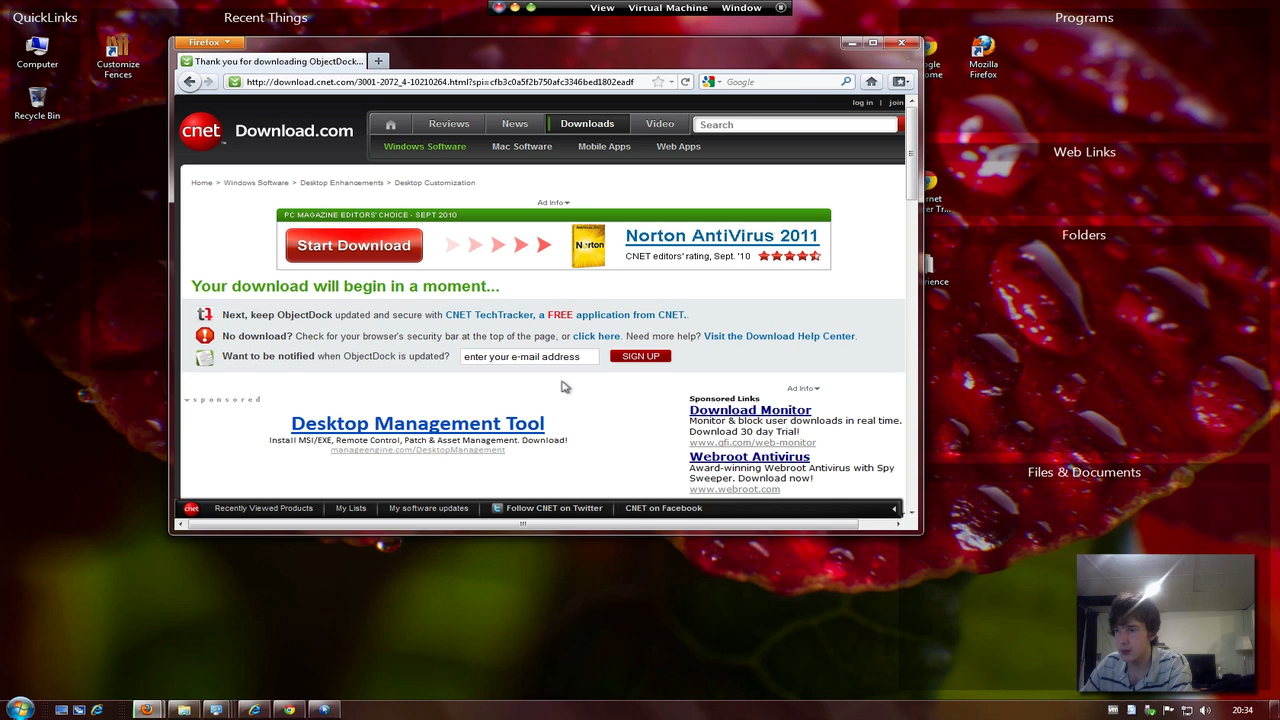 View Virtual Machine Window
QuickLinks
Recent Things
Programs
Computer
Customize
Fences
Recycle Bin
Mozilla
Firefox
Web Links
Folders
Files & Documents
Firefox
Thank you for downloading ObjectDock...
http://download.cnet.com/3001-2072_4-10210264.html?spi=cfb3c0a5f2b750afc3346bed1802eadf
Google
log in | join
cnet Download.com
Reviews News Downloads Video Search
Windows Software Mac Software Mobile Apps Web Apps
Home > Windows Software > Desktop Enhancements > Desktop Customization
Ad Info
PC MAGAZINE EDITORS' CHOICE - SEPT 2010
Start Download
Norton
Norton AntiVirus 2011
CNET editors' rating, Sept. '10
Your download will begin in a moment...
Next, keep ObjectDock updated and secure with CNET TechTracker, a FREE application from CNET..
No download? Check for your browser's security bar at the top of the page, or click here. Need more help? Visit the Download Help Center.
Want to be notified when ObjectDock is updated? enter your e-mail address SIGN UP
sponsored
Desktop Management Tool
Install MSI/EXE, Remote Control, Patch & Asset Management. Download!
manageengine.com/DesktopManagement
Ad Info
Sponsored Links
Download Monitor
Monitor & block user downloads in real time.
Download 30 day Trial!
www.gfi.com/web-monitor
Webroot Antivirus
Award-winning Webroot Antivirus with Spy
Sweeper. Download now!
www.webroot.com
cnet Recently Viewed Products | My Lists | My software updates | Follow CNET on Twitter | CNET on Facebook
20:34